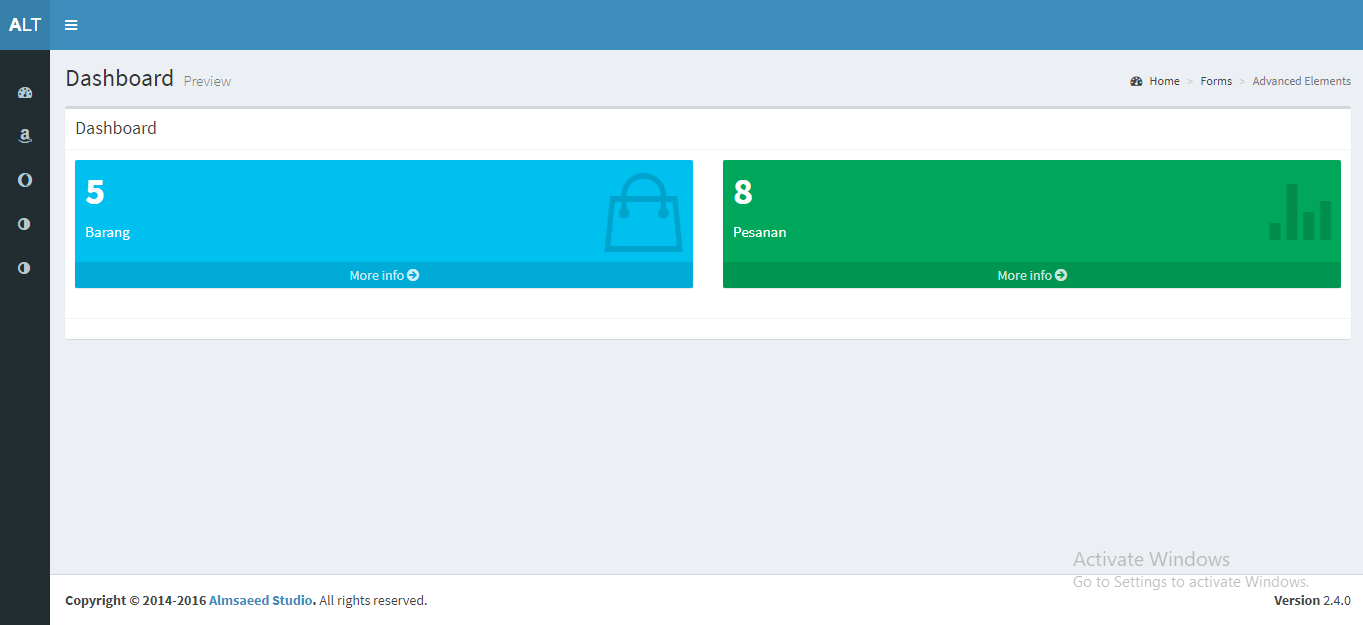 ALT
Dashboard Preview
Home > Forms > Advanced Elements
Dashboard
5
Barang
More info
8
Pesanan
More info
Activate Windows
Go to Settings to activate Windows.
Copyright © 2014-2016 Almsaeed Studio. All rights reserved.
Version 2.4.0